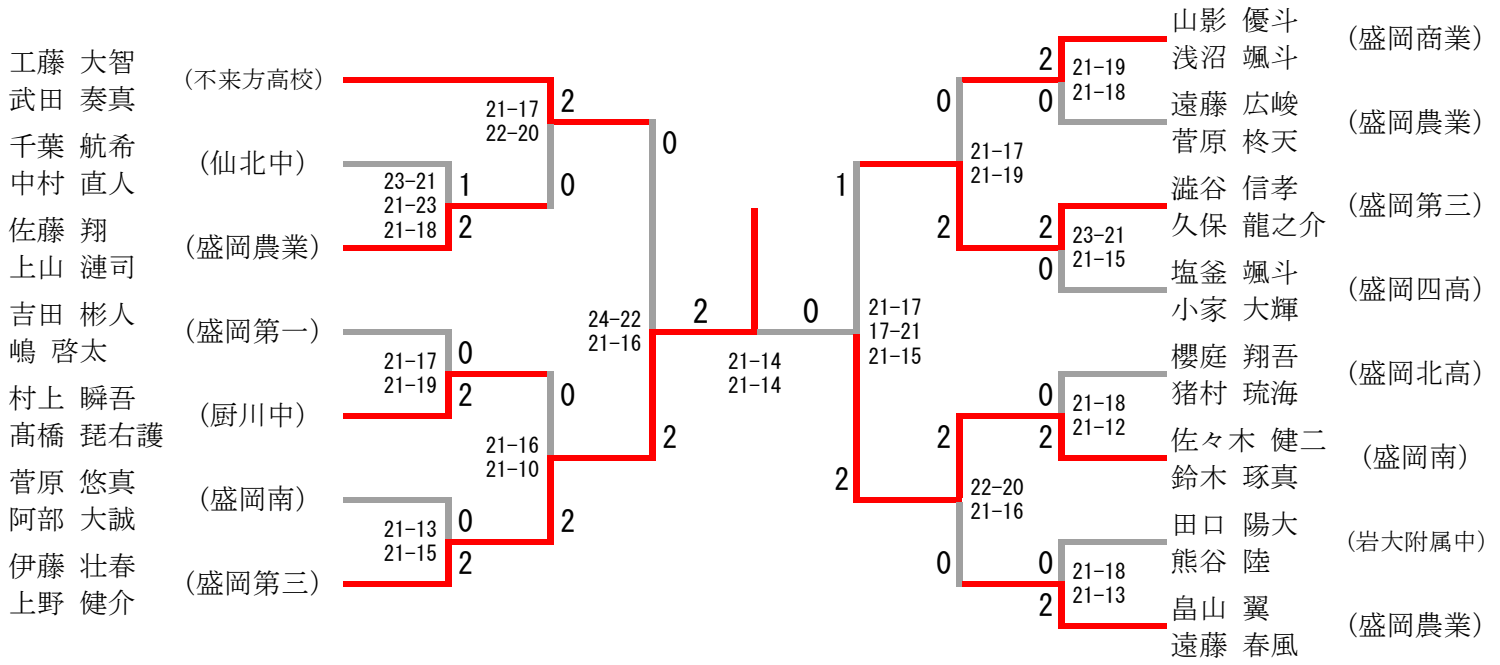 工藤 大智
武田 奏真
(不来方高校)
千葉 航希
中村 直人
(仙北中)
佐藤 翔
上山 漣司
(盛岡農業)
吉田 彬人
嶋 啓太
(盛岡第一)
村上 瞬吾
髙橋 琵右護
(厨川中)
菅原 悠真
阿部 大誠
(盛岡南)
伊藤 壮春
上野 健介
(盛岡第三)
23-21
21-23
21-18
1
2
21-17
21-19
0
2
21-13
21-15
0
2
21-17
22-20
2
0
21-16
21-10
0
2
24-22
21-16
0
2
2
0
21-14
21-14
1
2
21-17
17-21
21-15
0
2
21-17
21-19
2
0
22-20
21-16
2
0
21-19
21-18
2
0
23-21
21-15
0
2
21-18
21-12
0
2
21-18
21-13
山影 優斗
浅沼 颯斗
(盛岡商業)
遠藤 広峻
菅原 柊天
(盛岡農業)
澁谷 信孝
久保 龍之介
(盛岡第三)
塩釜 颯斗
小家 大輝
(盛岡四高)
櫻庭 翔吾
猪村 琉海
(盛岡北高)
佐々木 健二
鈴木 琢真
(盛岡南)
田口 陽大
熊谷 陸
(岩大附属中)
畠山 翼
遠藤 春風
(盛岡農業)